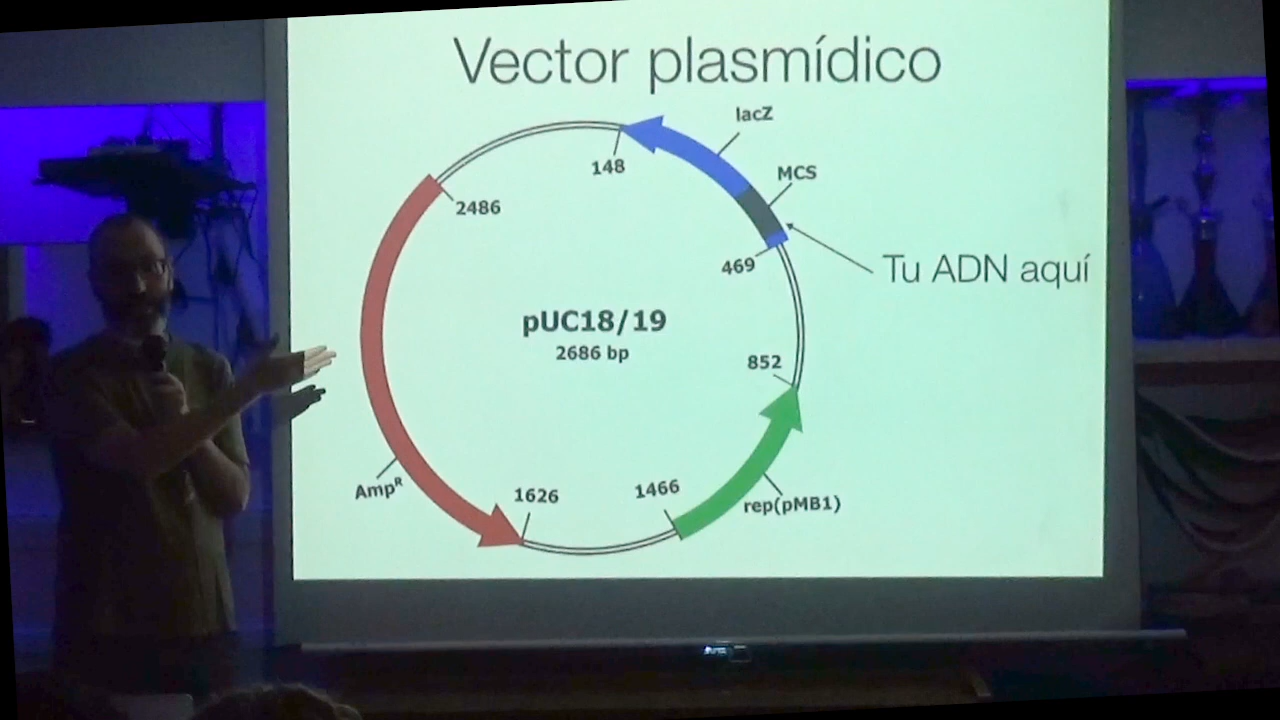 Vector plasmídico
lacZ
148
MCS
2486
469
Tu ADN aquí
pUC18/19
2686 bp
852
Ampᴿ
1626
1466
rep(pMB1)